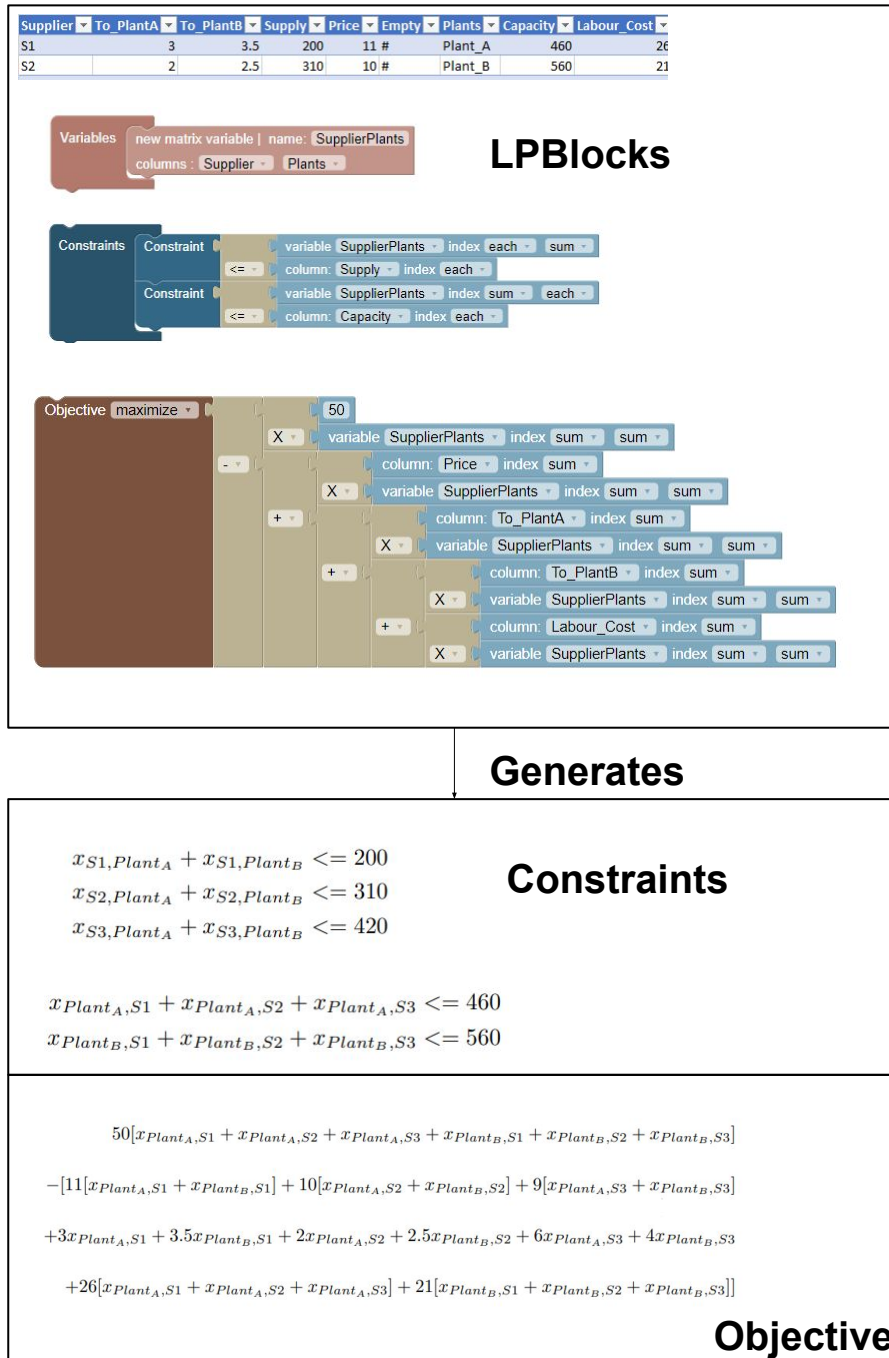 Supplier To_PlantA To_PlantB Supply Price Empty Plants Capacity Labour_Cost
S1 3 3.5 200 11 # Plant_A 460 26
S2 2 2.5 310 10 # Plant_B 560 21
Variables new matrix variable | name: SupplierPlants
columns : Supplier Plants
LPBlocks
Constraints Constraint variable SupplierPlants index each sum
<= column: Supply index each
Constraint variable SupplierPlants index sum each
<= column: Capacity index each
Objective maximize 50
X variable SupplierPlants index sum sum
- column: Price index sum
X variable SupplierPlants index sum sum
+ column: To_PlantA index sum
X variable SupplierPlants index sum sum
+ column: To_PlantB index sum
X variable SupplierPlants index sum sum
+ column: Labour_Cost index sum
X variable SupplierPlants index sum sum
Generates
x_{S1,Plant_A} + x_{S1,Plant_B} <= 200
x_{S2,Plant_A} + x_{S2,Plant_B} <= 310
x_{S3,Plant_A} + x_{S3,Plant_B} <= 420
Constraints
x_{Plant_A,S1} + x_{Plant_A,S2} + x_{Plant_A,S3} <= 460
x_{Plant_B,S1} + x_{Plant_B,S2} + x_{Plant_B,S3} <= 560
50[x_{Plant_A,S1} + x_{Plant_A,S2} + x_{Plant_A,S3} + x_{Plant_B,S1} + x_{Plant_B,S2} + x_{Plant_B,S3}]
-[11[x_{Plant_A,S1} + x_{Plant_B,S1}] + 10[x_{Plant_A,S2} + x_{Plant_B,S2}] + 9[x_{Plant_A,S3} + x_{Plant_B,S3}]
+3x_{Plant_A,S1} + 3.5x_{Plant_B,S1} + 2x_{Plant_A,S2} + 2.5x_{Plant_B,S2} + 6x_{Plant_A,S3} + 4x_{Plant_B,S3}
+26[x_{Plant_A,S1} + x_{Plant_A,S2} + x_{Plant_A,S3}] + 21[x_{Plant_B,S1} + x_{Plant_B,S2} + x_{Plant_B,S3}]]
Objective